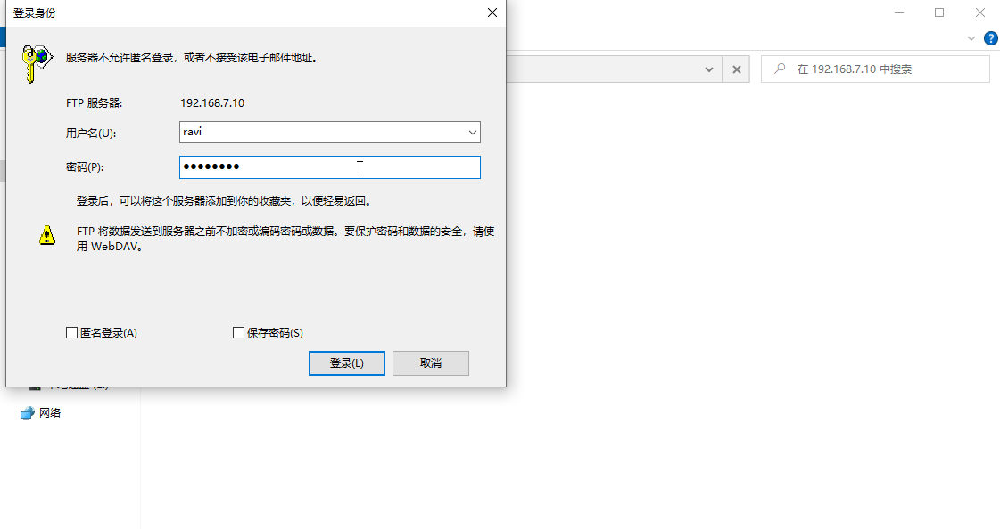 登录身份
服务器不允许匿名登录，或者不接受该电子邮件地址。
FTP 服务器:
192.168.7.10
用户名(U):
ravi
密码(P):
●●●●●●●●
登录后，可以将这个服务器添加到你的收藏夹，以便轻易返回。
FTP 将数据发送到服务器之前不加密或编码密码或数据。要保护密码和数据的安全，请使
用 WebDAV。
匿名登录(A)
保存密码(S)
登录(L)
取消
在 192.168.7.10 中搜索
网络